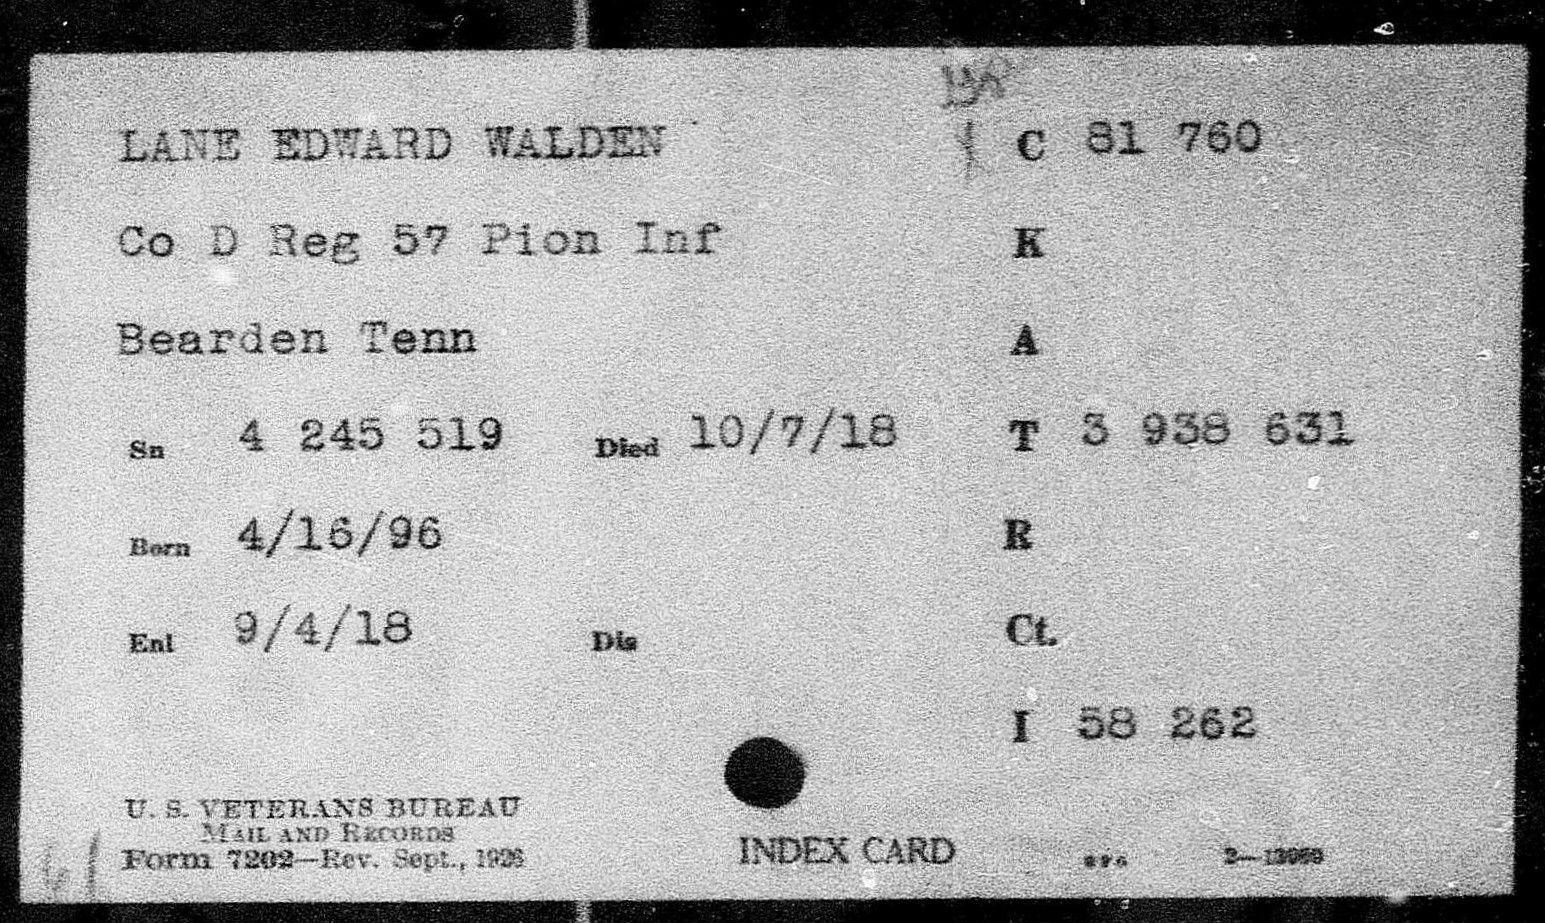 LANE EDWARD WALDEN C 81 760
Co D Reg 57 Pion Inf K
Bearden Tenn A
Sn 4 245 519 Died 10/7/18 T 3 938 631
Born 4/16/96 R
Enl 9/4/18 Dis Ct.
I 58 262
U. S. VETERANS BUREAU
MAIL AND RECORDS
Form 7202—Rev. Sept., 1926 INDEX CARD